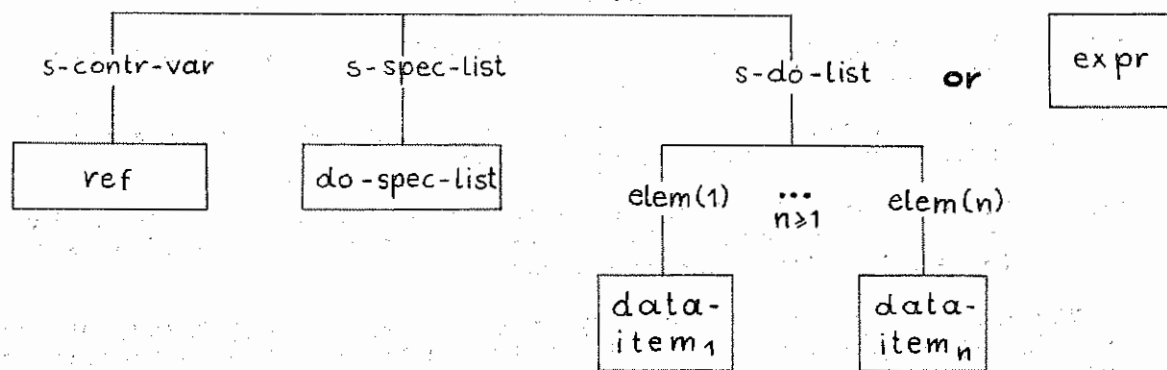 s-contr-var s-spec-list s-do-list or expr
ref do-spec-list elem(1) ... elem(n)
n≥1
data- data-
item₁ itemₙ